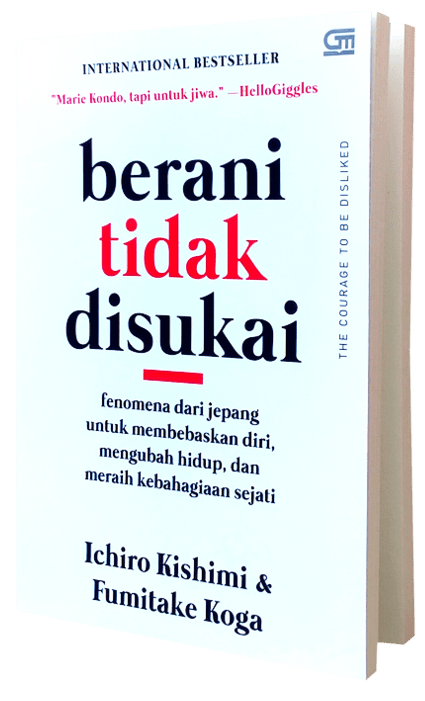 INTERNATIONAL BESTSELLER
"Marie Kondo, tapi untuk jiwa." —HelloGiggles
berani
tidak
disukai
fenomena dari jepang
untuk membebaskan diri,
mengubah hidup, dan
meraih kebahagiaan sejati
Ichiro Kishimi &
Fumitake Koga
THE COURAGE TO BE DISLIKED
GM